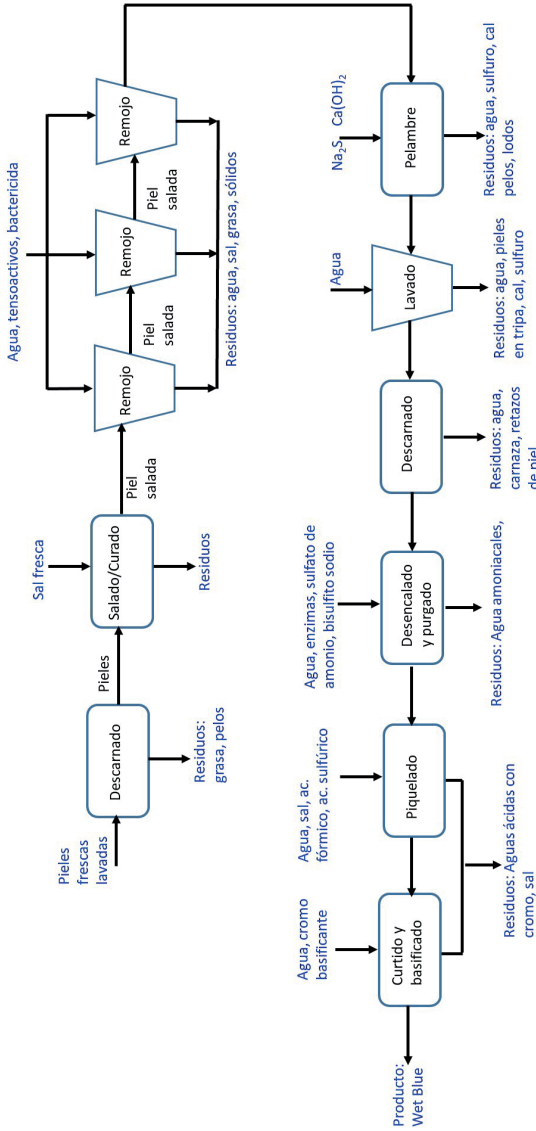 Pieles
frescas
lavadas
Descarnado
Residuos:
grasa, pelos
Pieles
Sal fresca
Salado/Curado
Residuos
Piel
salada
Agua, tensoactivos, bactericida
Remojo
Piel
salada
Remojo
Piel
salada
Remojo
Residuos: agua, sal, grasa, sólidos
Na2S Ca(OH)2
Pelambre
Residuos: agua, sulfuro, cal
pelos, lodos
Agua
Lavado
Residuos: agua, pieles
en tripa, cal, sulfuro
Descarnado
Residuos: agua,
carnaza, retazos
de piel
Agua, enzimas, sulfato de
amonio, bisulfito sodio
Desencalado
y purgado
Residuos: Agua amoniacales,
Agua, sal, ac.
fórmico, ac. sulfúrico
Piquelado
Agua, cromo
basificante
Curtido y
basificado
Residuos: Aguas ácidas con
cromo, sal
Producto:
Wet Blue